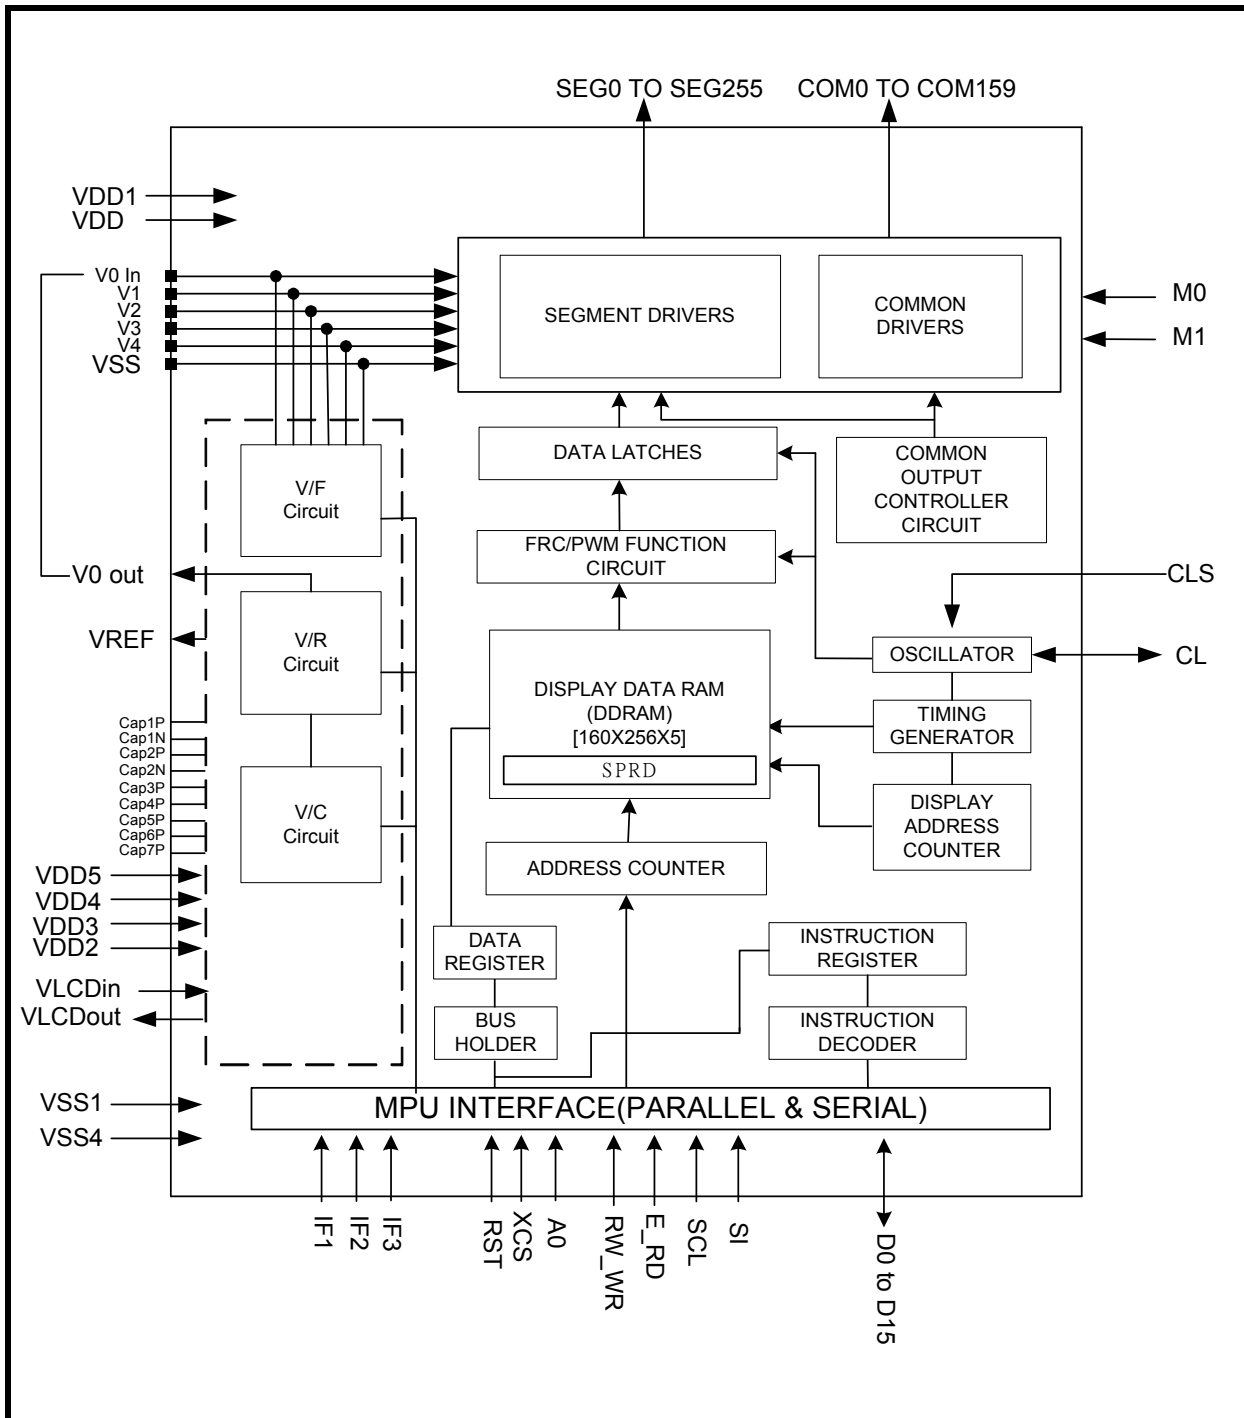 SEG0 TO SEG255
COM0 TO COM159
VDD1
VDD
V0 In
V1
V2
V3
V4
VSS
SEGMENT DRIVERS
COMMON
DRIVERS
M0
M1
DATA LATCHES
COMMON
OUTPUT
CONTROLLER
CIRCUIT
V/F
Circuit
FRC/PWM FUNCTION
CIRCUIT
V0 out
CLS
VREF
V/R
Circuit
OSCILLATOR
CL
DISPLAY DATA RAM
(DDRAM)
[160X256X5]
SPRD
TIMING
GENERATOR
Cap1P
Cap1N
Cap2P
Cap2N
Cap3P
Cap4P
Cap5P
Cap6P
Cap7P
V/C
Circuit
DISPLAY
ADDRESS
COUNTER
ADDRESS COUNTER
VDD5
VDD4
VDD3
VDD2
DATA
REGISTER
INSTRUCTION
REGISTER
VLCDin
VLCDout
BUS
HOLDER
INSTRUCTION
DECODER
VSS1
VSS4
MPU INTERFACE(PARALLEL & SERIAL)
IF1
IF2
IF3
RST
XCS
A0
RW_WR
E_RD
SCL
SI
D0 to D15